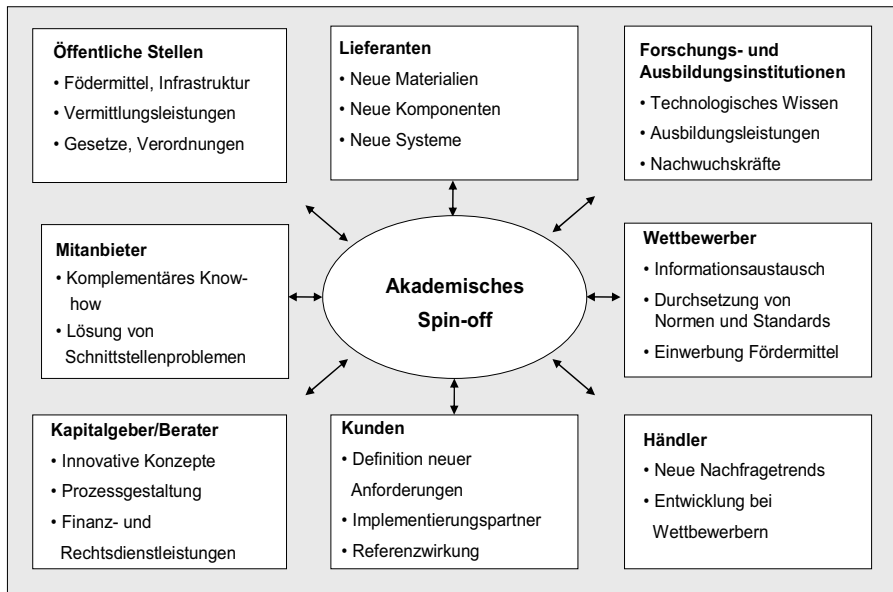 Öffentliche Stellen
• Födermittel, Infrastruktur
• Vermittlungsleistungen
• Gesetze, Verordnungen
Lieferanten
• Neue Materialien
• Neue Komponenten
• Neue Systeme
Forschungs- und
Ausbildungsinstitutionen
• Technologisches Wissen
• Ausbildungsleistungen
• Nachwuchskräfte
Mitanbieter
• Komplementäres Know-
how
• Lösung von
Schnittstellenproblemen
Akademisches
Spin-off
Wettbewerber
• Informationsaustausch
• Durchsetzung von
Normen und Standards
• Einwerbung Fördermittel
Kapitalgeber/Berater
• Innovative Konzepte
• Prozessgestaltung
• Finanz- und
Rechtsdienstleistungen
Kunden
• Definition neuer
Anforderungen
• Implementierungspartner
• Referenzwirkung
Händler
• Neue Nachfragetrends
• Entwicklung bei
Wettbewerbern